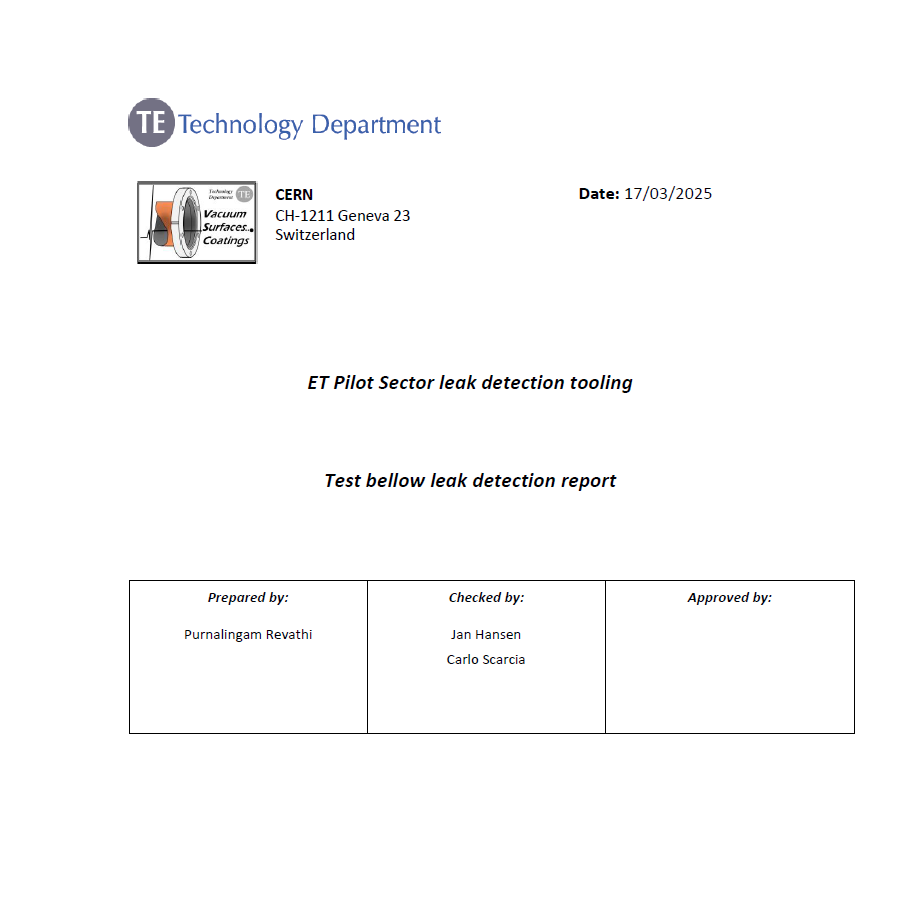 TE Technology Department
Technology
Department TE
Vacuum
Surfaces..
Coatings
CERN
CH-1211 Geneva 23
Switzerland
Date: 17/03/2025
ET Pilot Sector leak detection tooling
Test bellow leak detection report
Prepared by:
Purnalingam Revathi
Checked by:
Jan Hansen
Carlo Scarcia
Approved by: